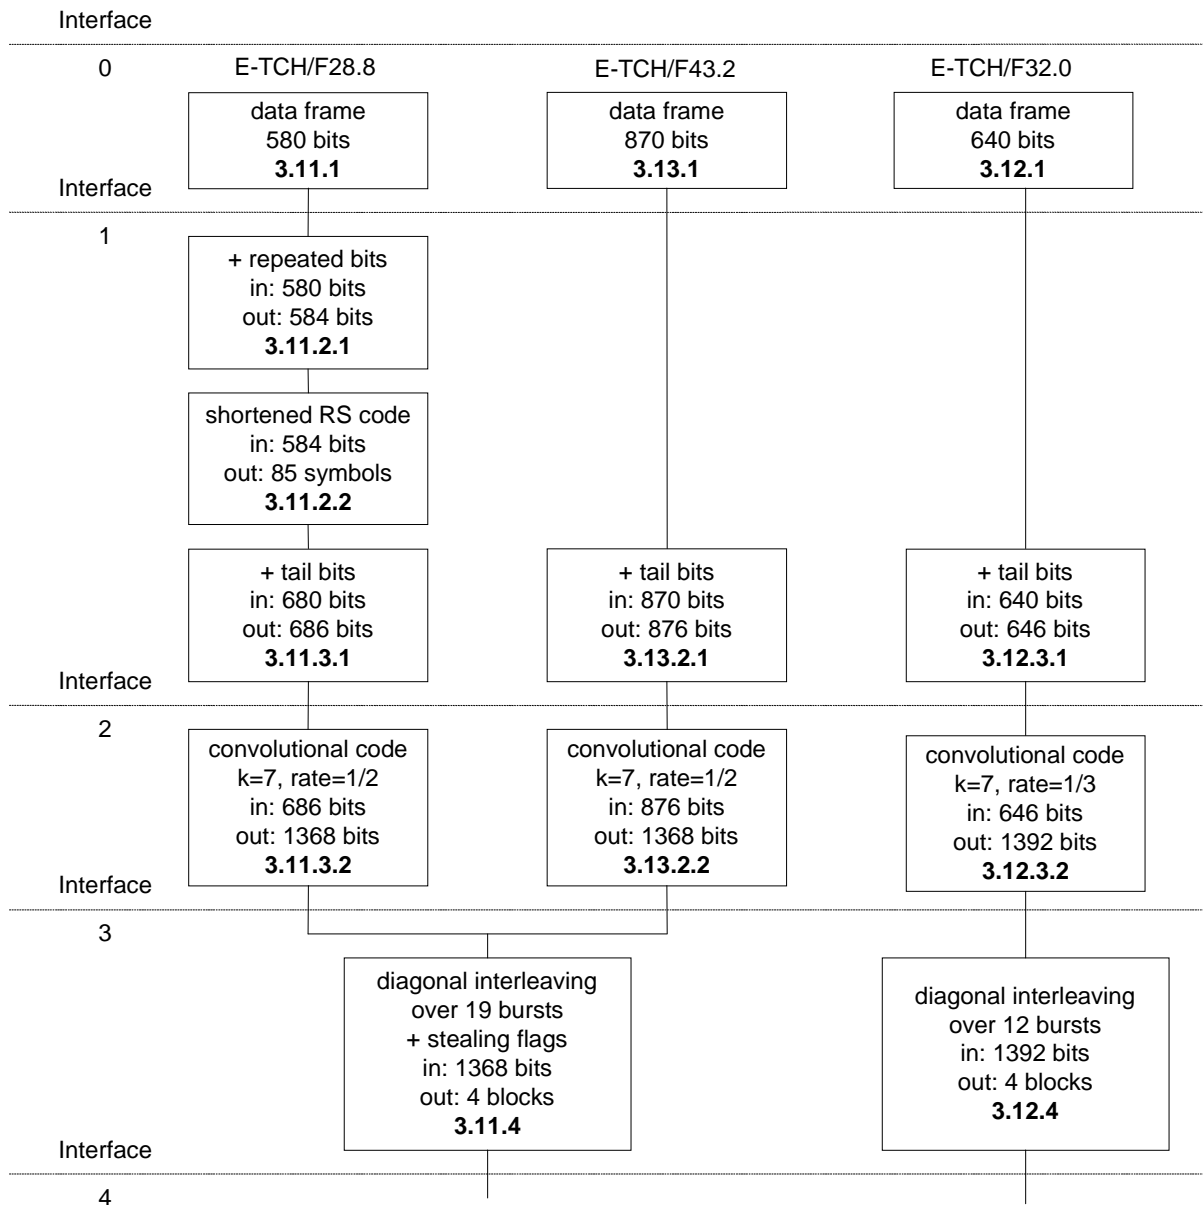 Interface
0
E-TCH/F28.8
E-TCH/F43.2
E-TCH/F32.0
data frame
580 bits
3.11.1
data frame
870 bits
3.13.1
data frame
640 bits
3.12.1
Interface
1
+ repeated bits
in: 580 bits
out: 584 bits
3.11.2.1
shortened RS code
in: 584 bits
out: 85 symbols
3.11.2.2
+ tail bits
in: 680 bits
out: 686 bits
3.11.3.1
+ tail bits
in: 870 bits
out: 876 bits
3.13.2.1
+ tail bits
in: 640 bits
out: 646 bits
3.12.3.1
Interface
2
convolutional code
k=7, rate=1/2
in: 686 bits
out: 1368 bits
3.11.3.2
convolutional code
k=7, rate=1/2
in: 876 bits
out: 1368 bits
3.13.2.2
convolutional code
k=7, rate=1/3
in: 646 bits
out: 1392 bits
3.12.3.2
Interface
3
diagonal interleaving
over 19 bursts
+ stealing flags
in: 1368 bits
out: 4 blocks
3.11.4
diagonal interleaving
over 12 bursts
in: 1392 bits
out: 4 blocks
3.12.4
Interface
4